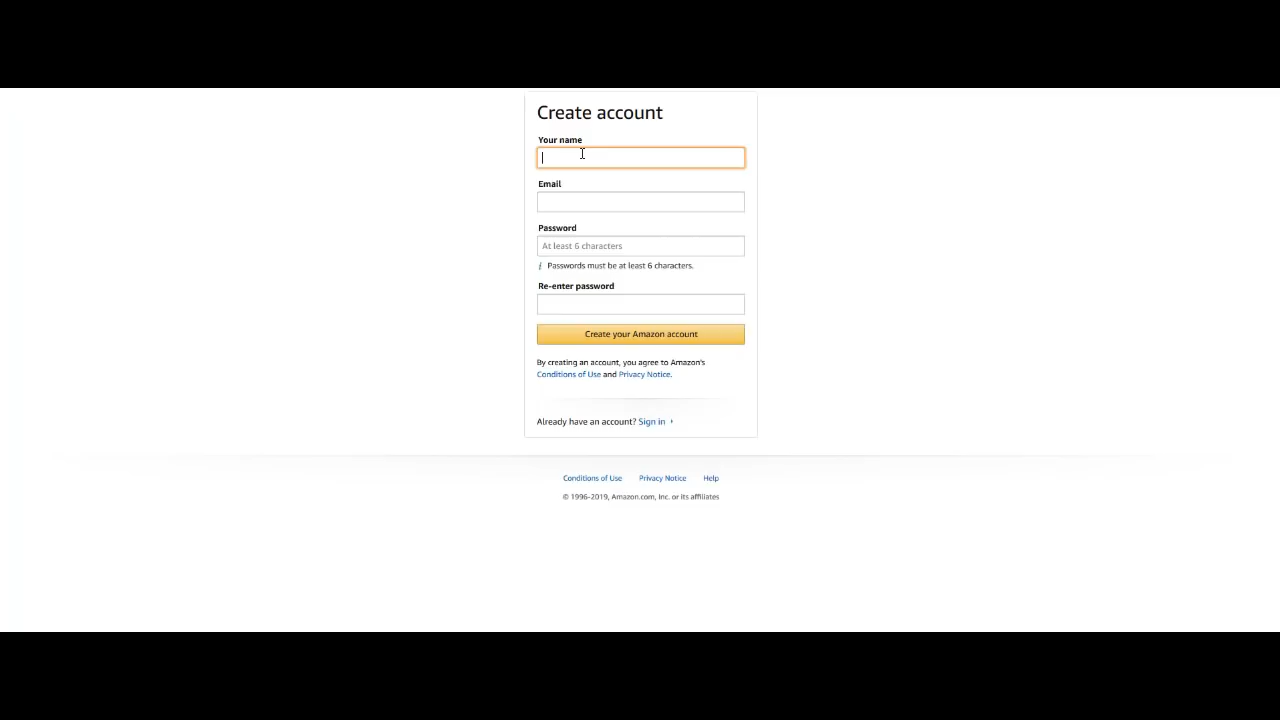 Create account
Your name
Email
Password
At least 6 characters
i Passwords must be at least 6 characters.
Re-enter password
Create your Amazon account
By creating an account, you agree to Amazon's
Conditions of Use and Privacy Notice.
Already have an account? Sign in
Conditions of Use Privacy Notice Help
© 1996-2019, Amazon.com, Inc. or its affiliates